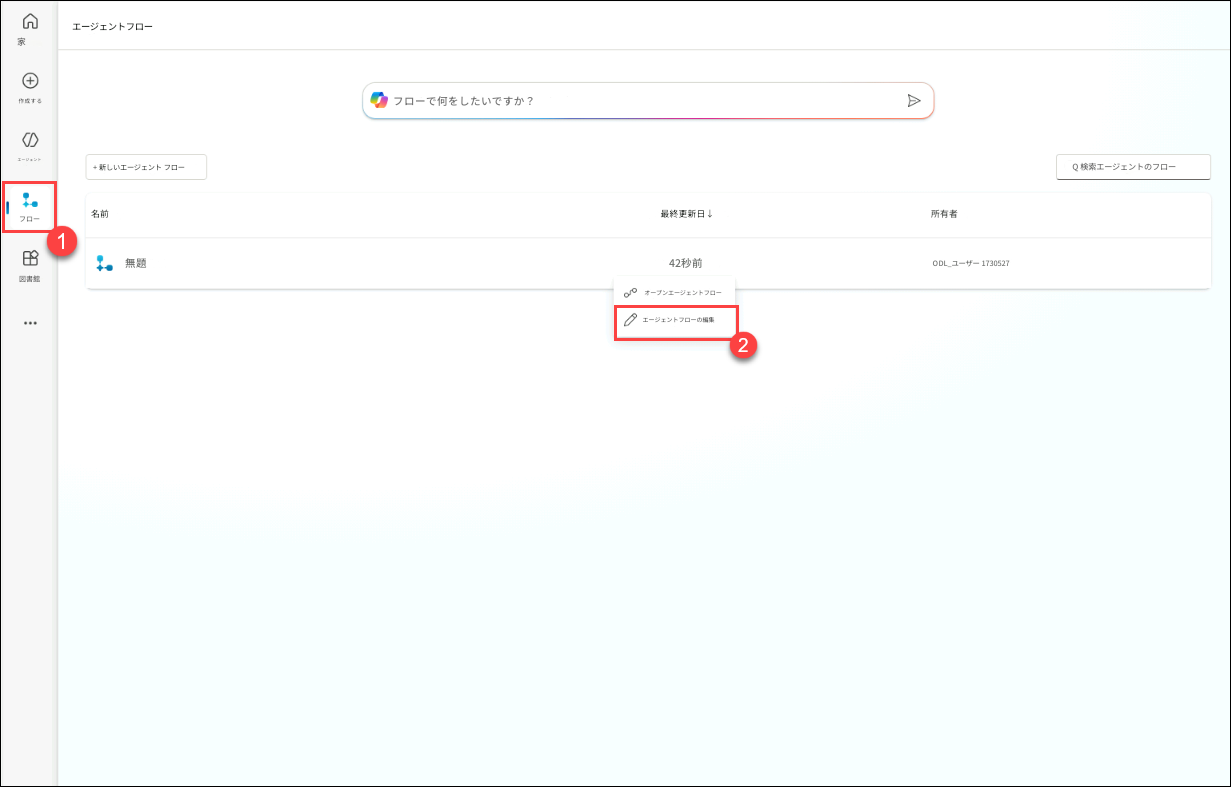 エージェントフロー
家
作成する
エージェント
フロー
1
図書館
フローで何をしたいですか？
+ 新しいエージェント フロー
Q 検索エージェントのフロー
名前
最終更新日↓
所有者
無題
42秒前
ODL_ユーザー 1730527
オープンエージェントフロー
エージェントフローの編集
2